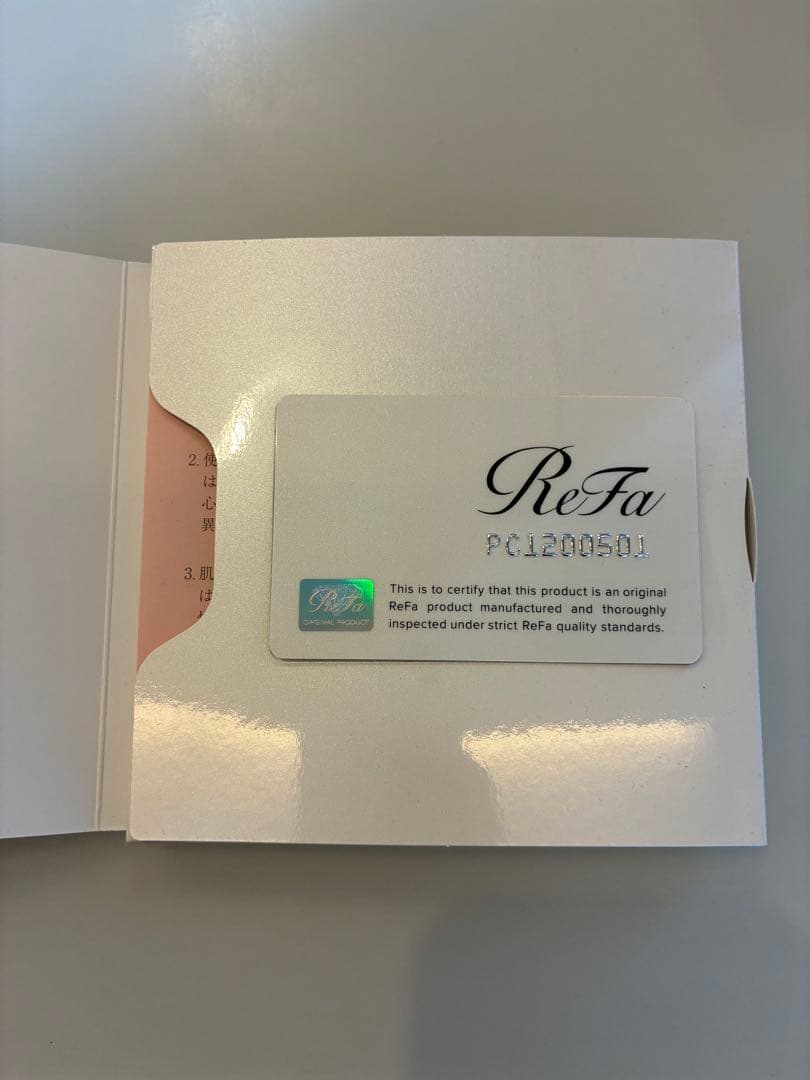 2. 使
は
心
異
3. 肌
は
ReFa
PC1200501
ReFa
ORIGINAL PRODUCT
This is to certify that this product is an original
ReFa product manufactured and thoroughly
inspected under strict ReFa quality standards.